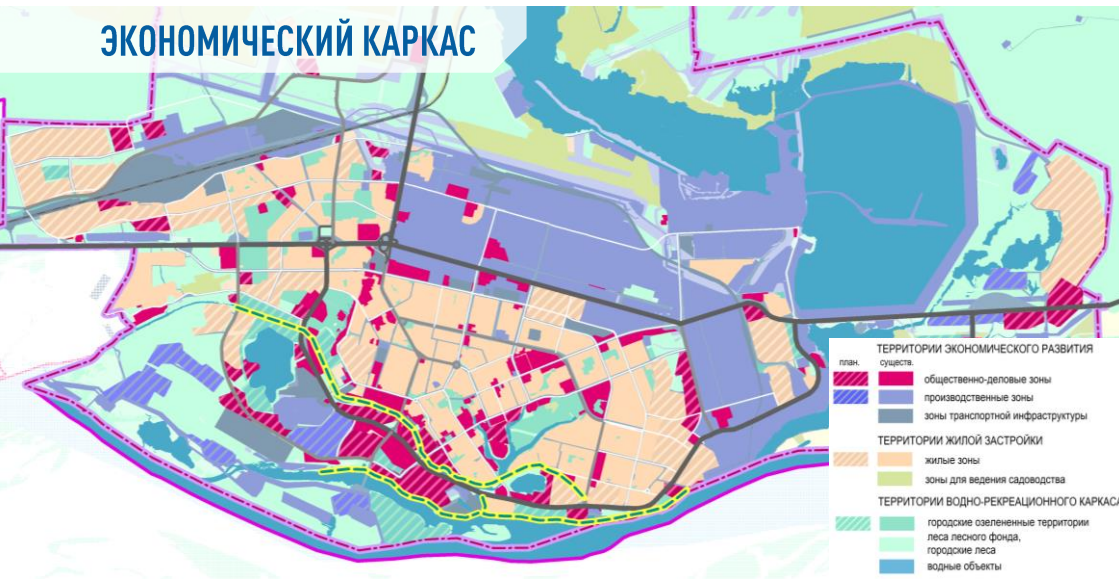 ЭКОНОМИЧЕСКИЙ КАРКАС
ТЕРРИТОРИИ ЭКОНОМИЧЕСКОГО РАЗВИТИЯ
план. существ.
общественно-деловые зоны
производственные зоны
зоны транспортной инфраструктуры
ТЕРРИТОРИИ ЖИЛОЙ ЗАСТРОЙКИ
жилые зоны
зоны для ведения садоводства
ТЕРРИТОРИИ ВОДНО-РЕКРЕАЦИОННОГО КАРКАСА
городские озелененные территории
леса лесного фонда,
городские леса
водные объекты